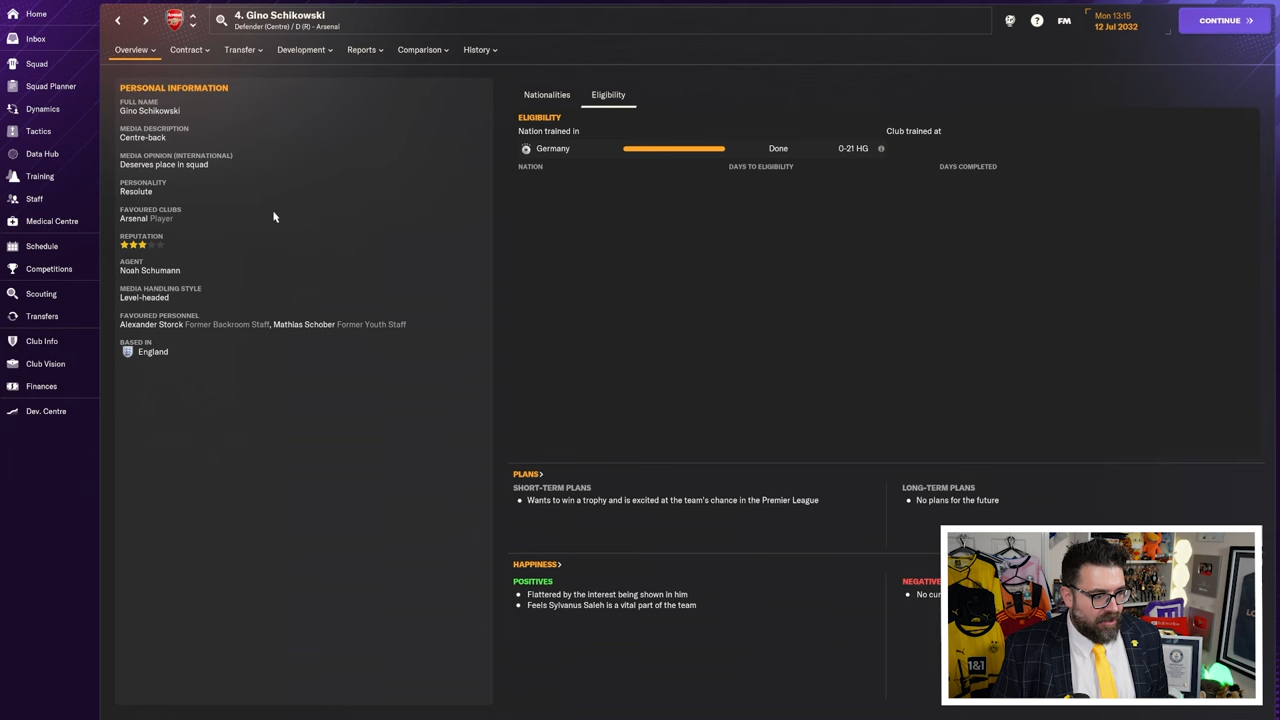 Home
Inbox
Squad
Squad Planner
Dynamics
Tactics
Data Hub
Training
Staff
Medical Centre
Schedule
Competitions
Scouting
Transfers
Club Info
Club Vision
Finances
Dev. Centre
4. Gino Schikowski
Defender (Centre) / D (R) - Arsenal
FM
Mon 13:15
12 Jul 2032
CONTINUE
Overview
Contract
Transfer
Development
Reports
Comparison
History
PERSONAL INFORMATION
FULL NAME
Gino Schikowski
MEDIA DESCRIPTION
Centre-back
MEDIA OPINION (INTERNATIONAL)
Deserves place in squad
PERSONALITY
Resolute
FAVOURED CLUBS
Arsenal Player
REPUTATION
AGENT
Noah Schumann
MEDIA HANDLING STYLE
Level-headed
FAVOURED PERSONNEL
Alexander Storck Former Backroom Staff, Mathias Schober Former Youth Staff
BASED IN
England
Nationalities
Eligibility
ELIGIBILITY
Nation trained in
Club trained at
Germany
Done
0-21 HG
NATION
DAYS TO ELIGIBILITY
DAYS COMPLETED
PLANS
SHORT-TERM PLANS
Wants to win a trophy and is excited at the team's chance in the Premier League
LONG-TERM PLANS
No plans for the future
HAPPINESS
POSITIVES
Flattered by the interest being shown in him
Feels Sylvanus Saleh is a vital part of the team
NEGATIVE
No cur
1&1